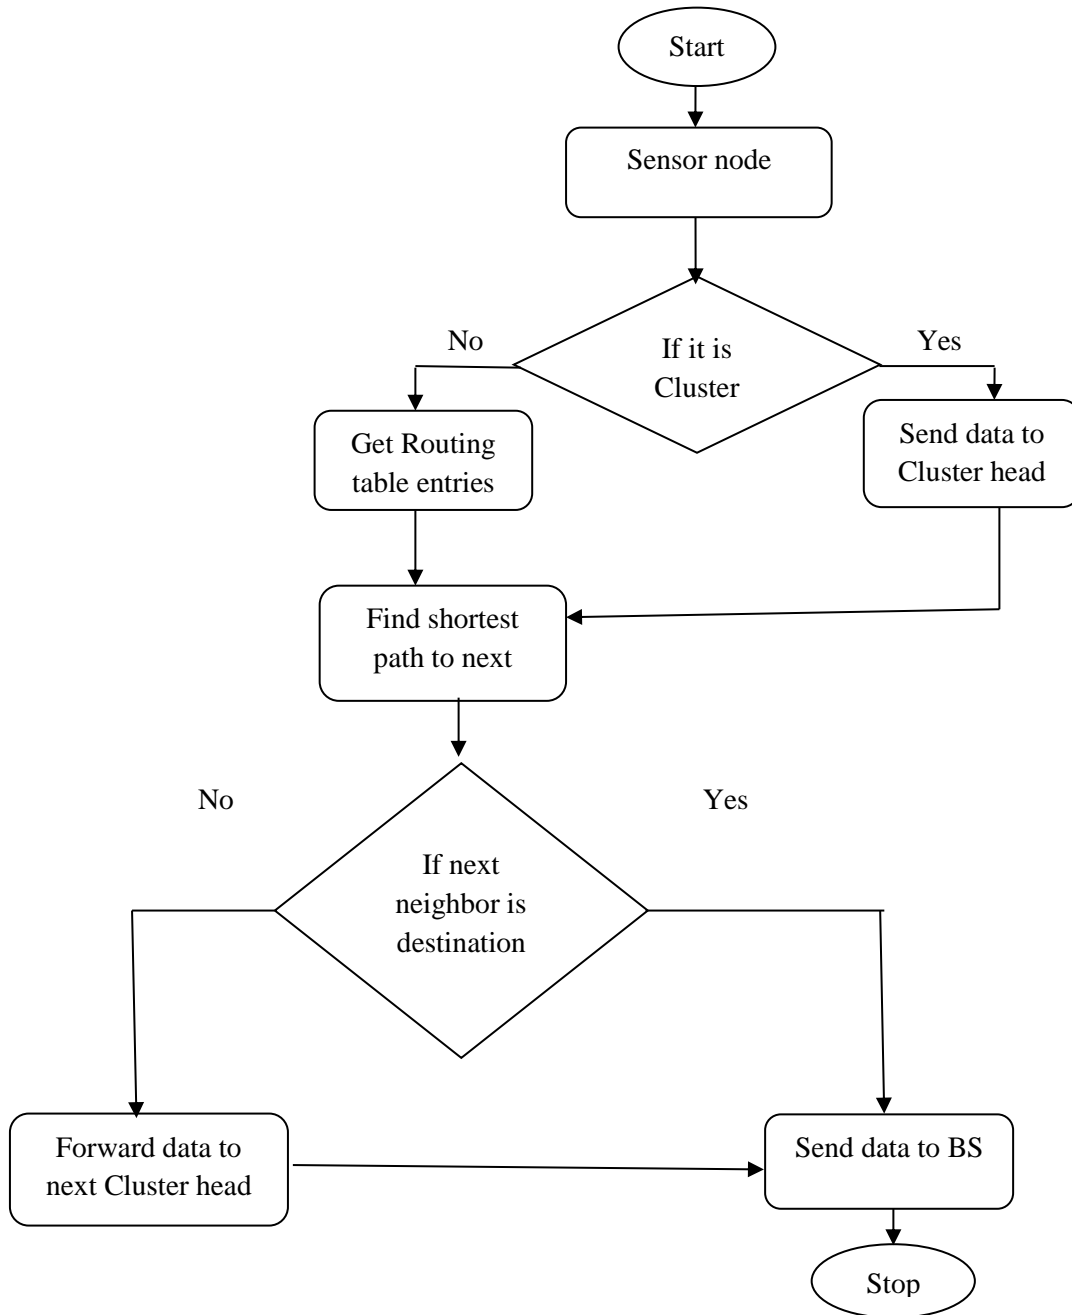 Start
Sensor node
No
Yes
If it is
Cluster
Get Routing
table entries
Send data to
Cluster head
Find shortest
path to next
No
Yes
If next
neighbor is
destination
Forward data to
next Cluster head
Send data to BS
Stop